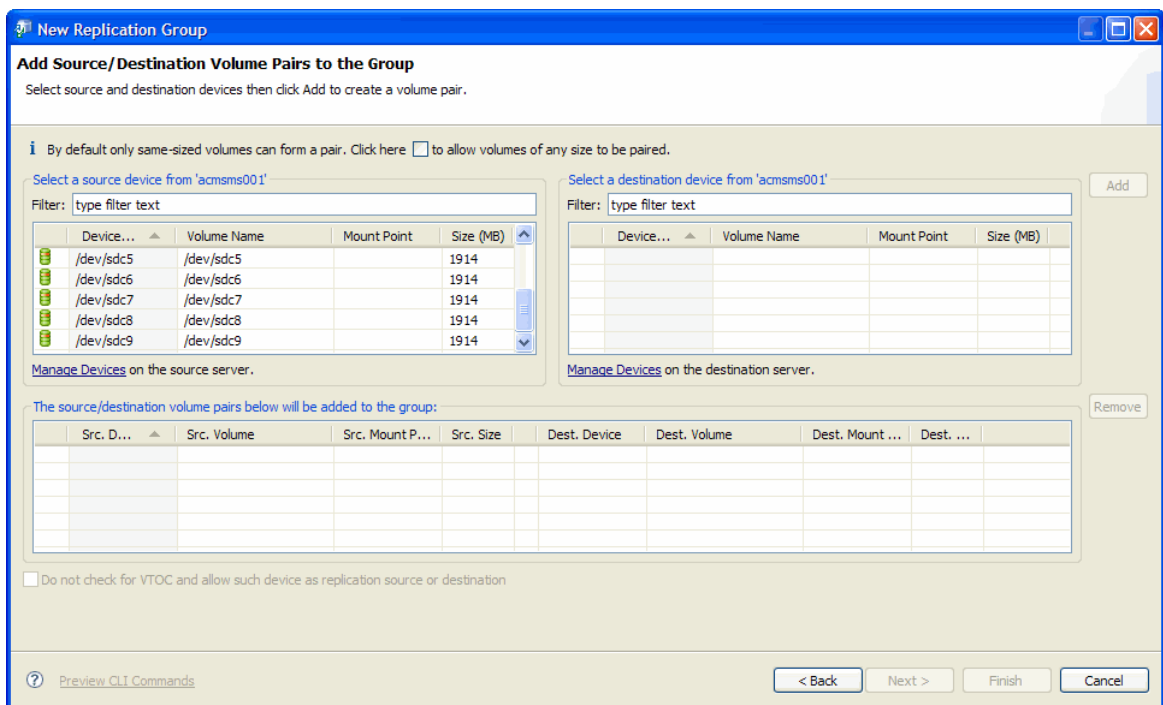 New Replication Group
Add Source/Destination Volume Pairs to the Group
Select source and destination devices then click Add to create a volume pair.
i By default only same-sized volumes can form a pair. Click here to allow volumes of any size to be paired.
Select a source device from 'acmsms001'
Filter: type filter text
Device... Volume Name Mount Point Size (MB)
/dev/sdc5 /dev/sdc5 1914
/dev/sdc6 /dev/sdc6 1914
/dev/sdc7 /dev/sdc7 1914
/dev/sdc8 /dev/sdc8 1914
/dev/sdc9 /dev/sdc9 1914
Manage Devices on the source server.
Select a destination device from 'acmsms001'
Filter: type filter text
Device... Volume Name Mount Point Size (MB)
Manage Devices on the destination server.
Add
The source/destination volume pairs below will be added to the group:
Src. D... Src. Volume Src. Mount P... Src. Size Dest. Device Dest. Volume Dest. Mount ... Dest. ...
Remove
Do not check for VTOC and allow such device as replication source or destination
? Preview CLI Commands
< Back Next > Finish Cancel